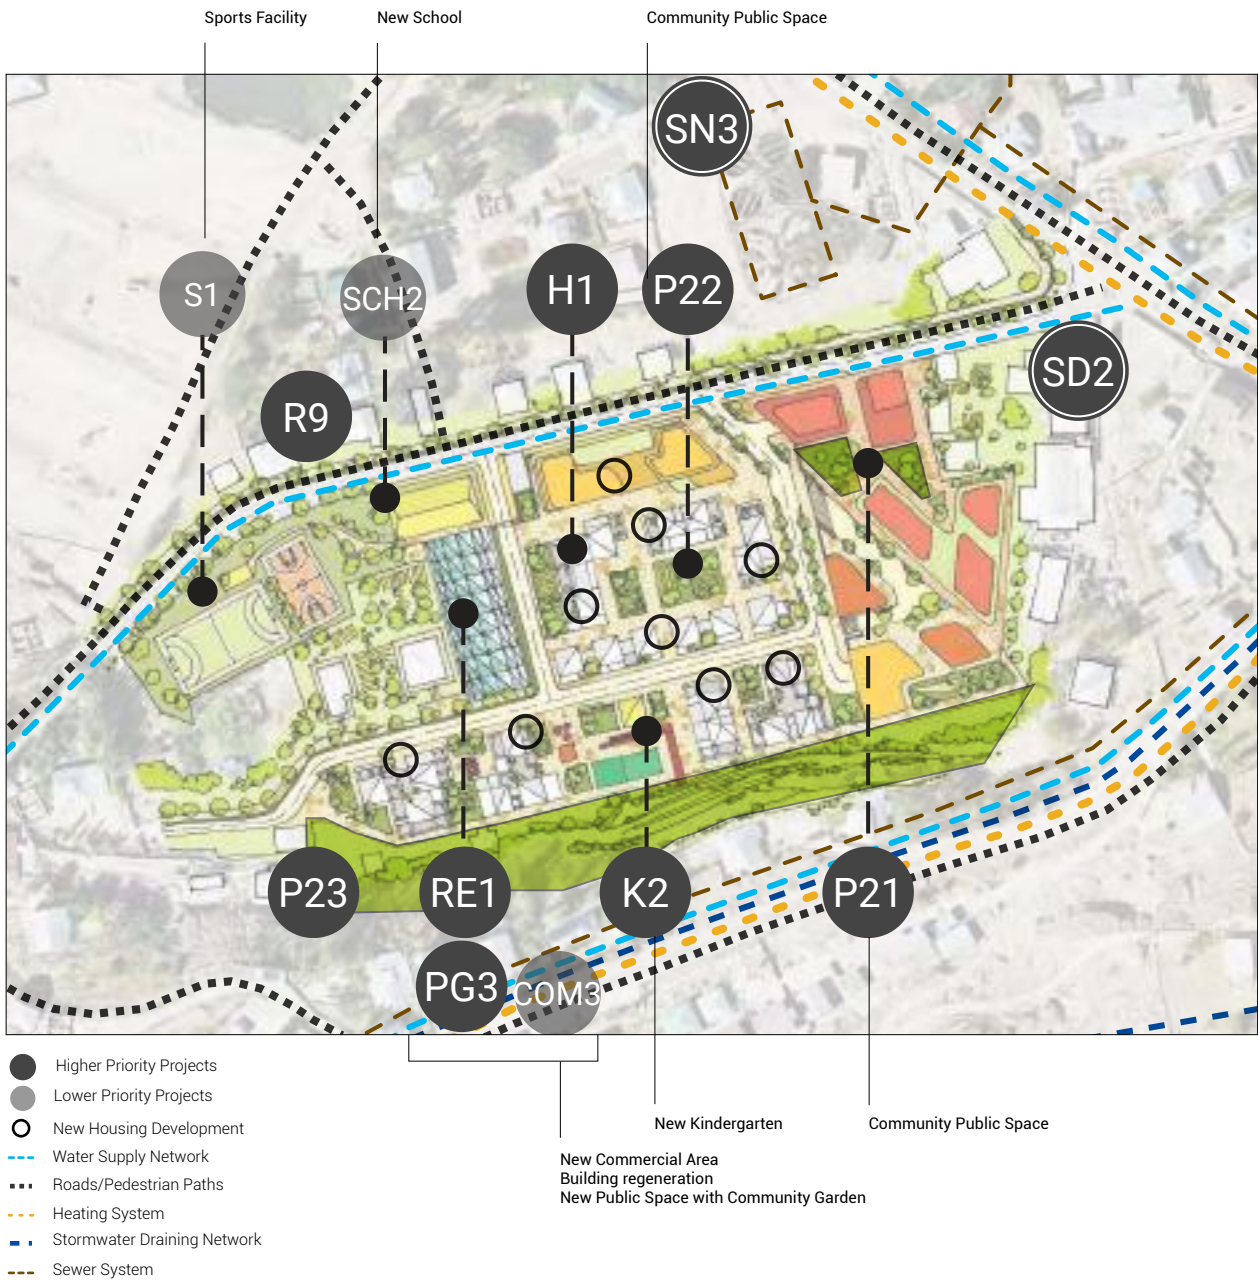 Sports Facility
New School
Community Public Space
SN3
S1
SCH2
H1
P22
SD2
R9
P23
RE1
K2
P21
PG3
COM3
Higher Priority Projects
Lower Priority Projects
New Housing Development
Water Supply Network
Roads/Pedestrian Paths
Heating System
Stormwater Draining Network
Sewer System
New Kindergarten
Community Public Space
New Commercial Area
Building regeneration
New Public Space with Community Garden